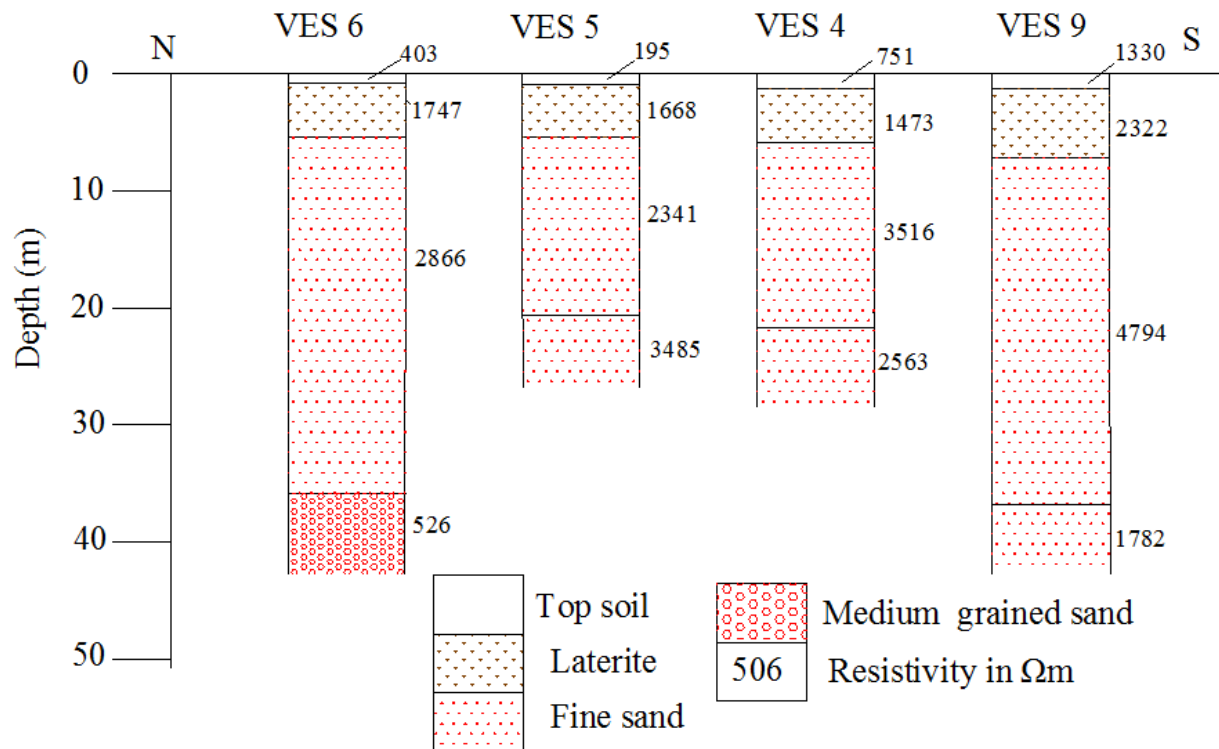 VES 6 VES 5 VES 4 VES 9
N S
403 195 751 1330
0
1747 1668 1473 2322
10
2341 3516
2866
20
4794
3485 2563
30
526 1782
40
50
Depth (m)
Top soil
Laterite
Fine sand
Medium grained sand
506 Resistivity in Ωm